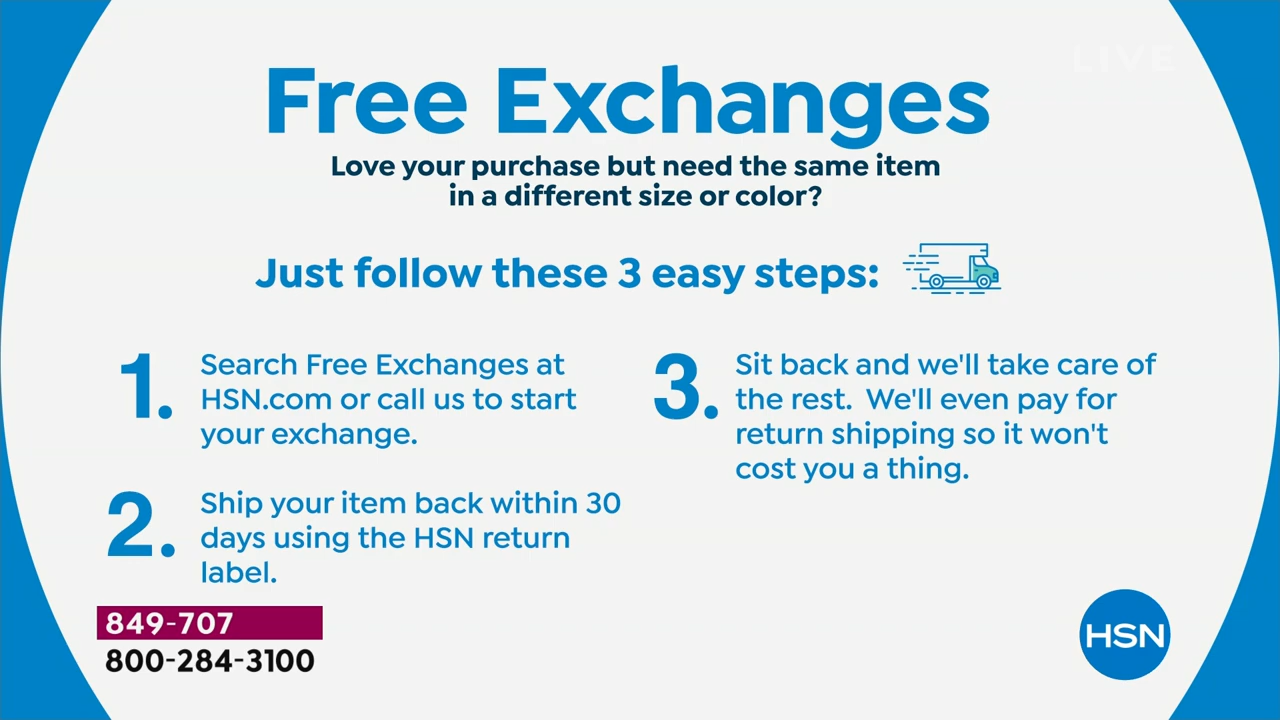 LIVE
Free Exchanges
Love your purchase but need the same item
in a different size or color?
Just follow these 3 easy steps:
1. Search Free Exchanges at
HSN.com or call us to start
your exchange.
2. Ship your item back within 30
days using the HSN return
label.
3. Sit back and we'll take care of
the rest.  We'll even pay for
return shipping so it won't
cost you a thing.
849-707
800-284-3100
HSN